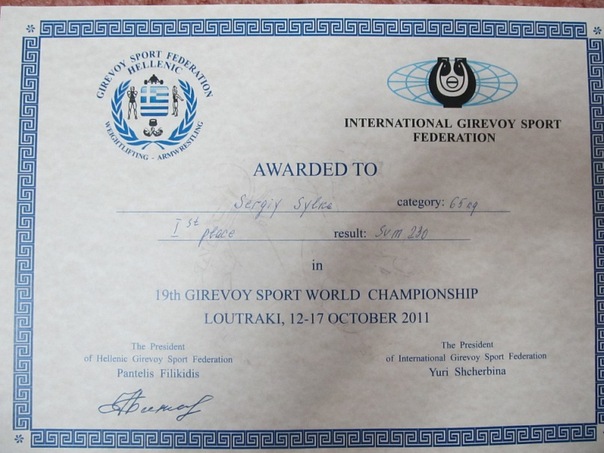 GIREVOY SPORT FEDERATION
HELLENIC
WEIGHTLIFTING - ARMWRESTLING
INTERNATIONAL GIREVOY SPORT
FEDERATION
AWARDED TO
Sergiy Sylka category: 65 cg
I st place result: Sum 230
in
19th GIREVOY SPORT WORLD CHAMPIONSHIP
LOUTRAKI, 12-17 OCTOBER 2011
The President
of Hellenic Girevoy Sport Federation
Pantelis Filikidis
The President
of International Girevoy Sport Federation
Yuri Shcherbina